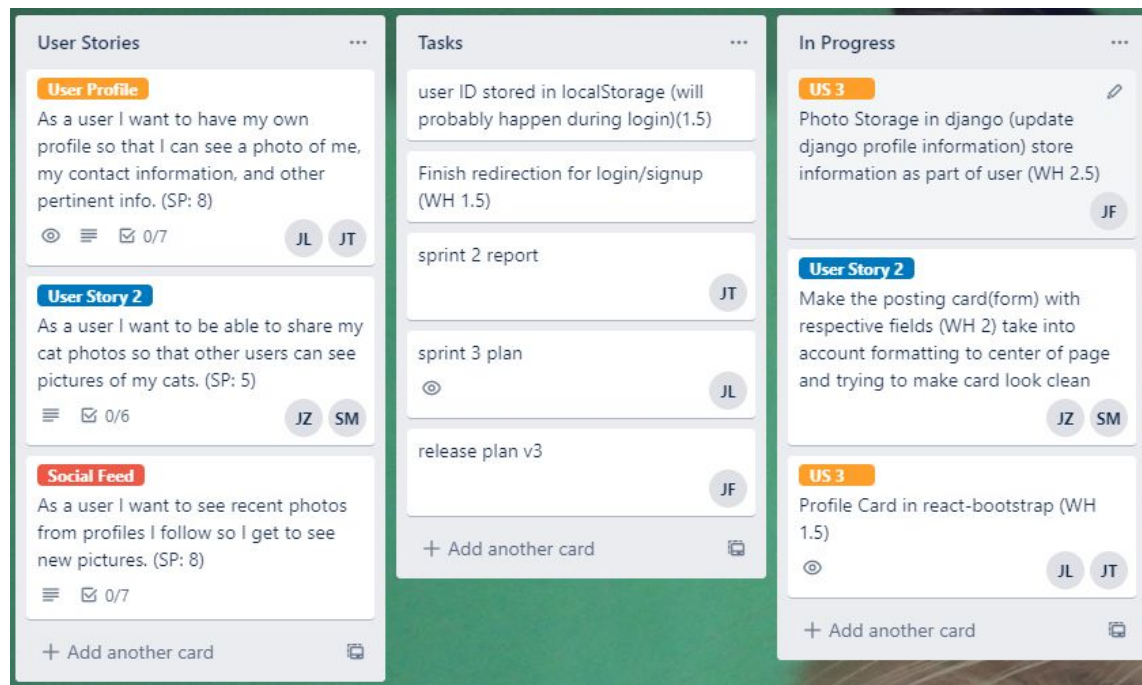 User Stories
User Profile
As a user I want to have my own
profile so that I can see a photo of me,
my contact information, and other
pertinent info. (SP: 8)
0/7
JL JT
User Story 2
As a user I want to be able to share my
cat photos so that other users can see
pictures of my cats. (SP: 5)
0/6
JZ SM
Social Feed
As a user I want to see recent photos
from profiles I follow so I get to see
new pictures. (SP: 8)
0/7
+ Add another card
Tasks
user ID stored in localStorage (will
probably happen during login)(1.5)
Finish redirection for login/signup
(WH 1.5)
sprint 2 report
JT
sprint 3 plan
JL
release plan v3
JF
+ Add another card
In Progress
US 3
Photo Storage in django (update
django profile information) store
information as part of user (WH 2.5)
JF
User Story 2
Make the posting card(form) with
respective fields (WH 2) take into
account formatting to center of page
and trying to make card look clean
JZ SM
US 3
Profile Card in react-bootstrap (WH
1.5)
JL JT
+ Add another card